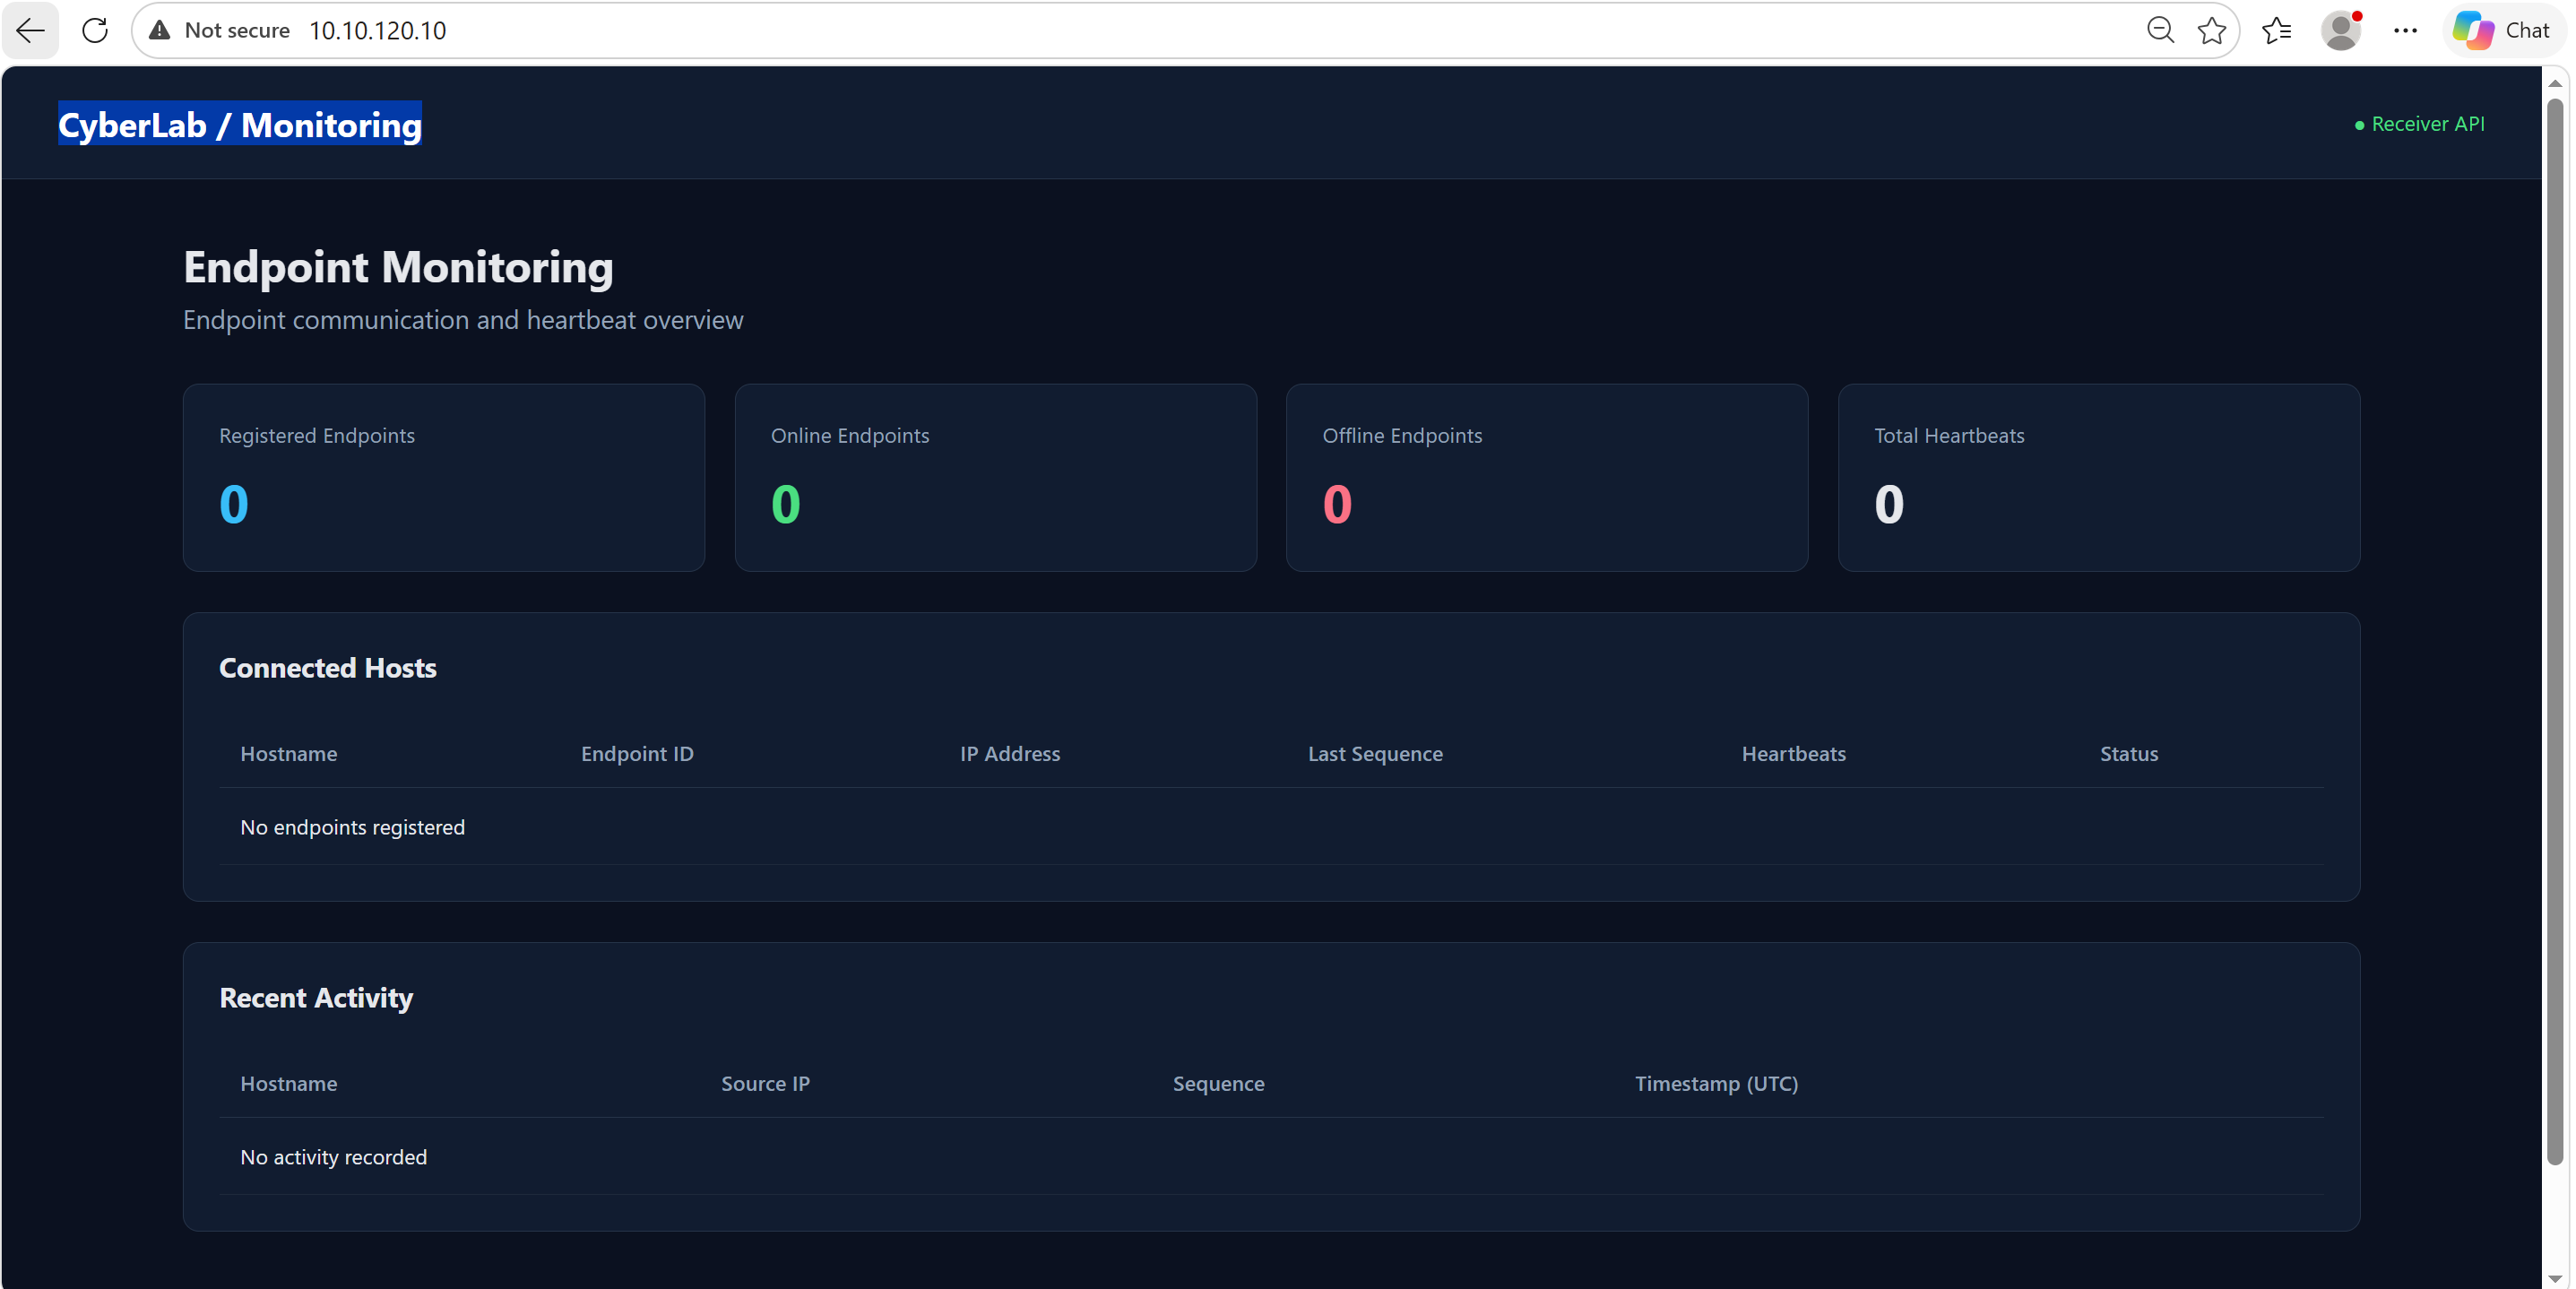 Not secure 10.10.120.10 Chat
CyberLab / Monitoring Receiver API
Endpoint Monitoring
Endpoint communication and heartbeat overview
Registered Endpoints Online Endpoints Offline Endpoints Total Heartbeats
0 0 0 0
Connected Hosts
Hostname Endpoint ID IP Address Last Sequence Heartbeats Status
No endpoints registered
Recent Activity
Hostname Source IP Sequence Timestamp (UTC)
No activity recorded